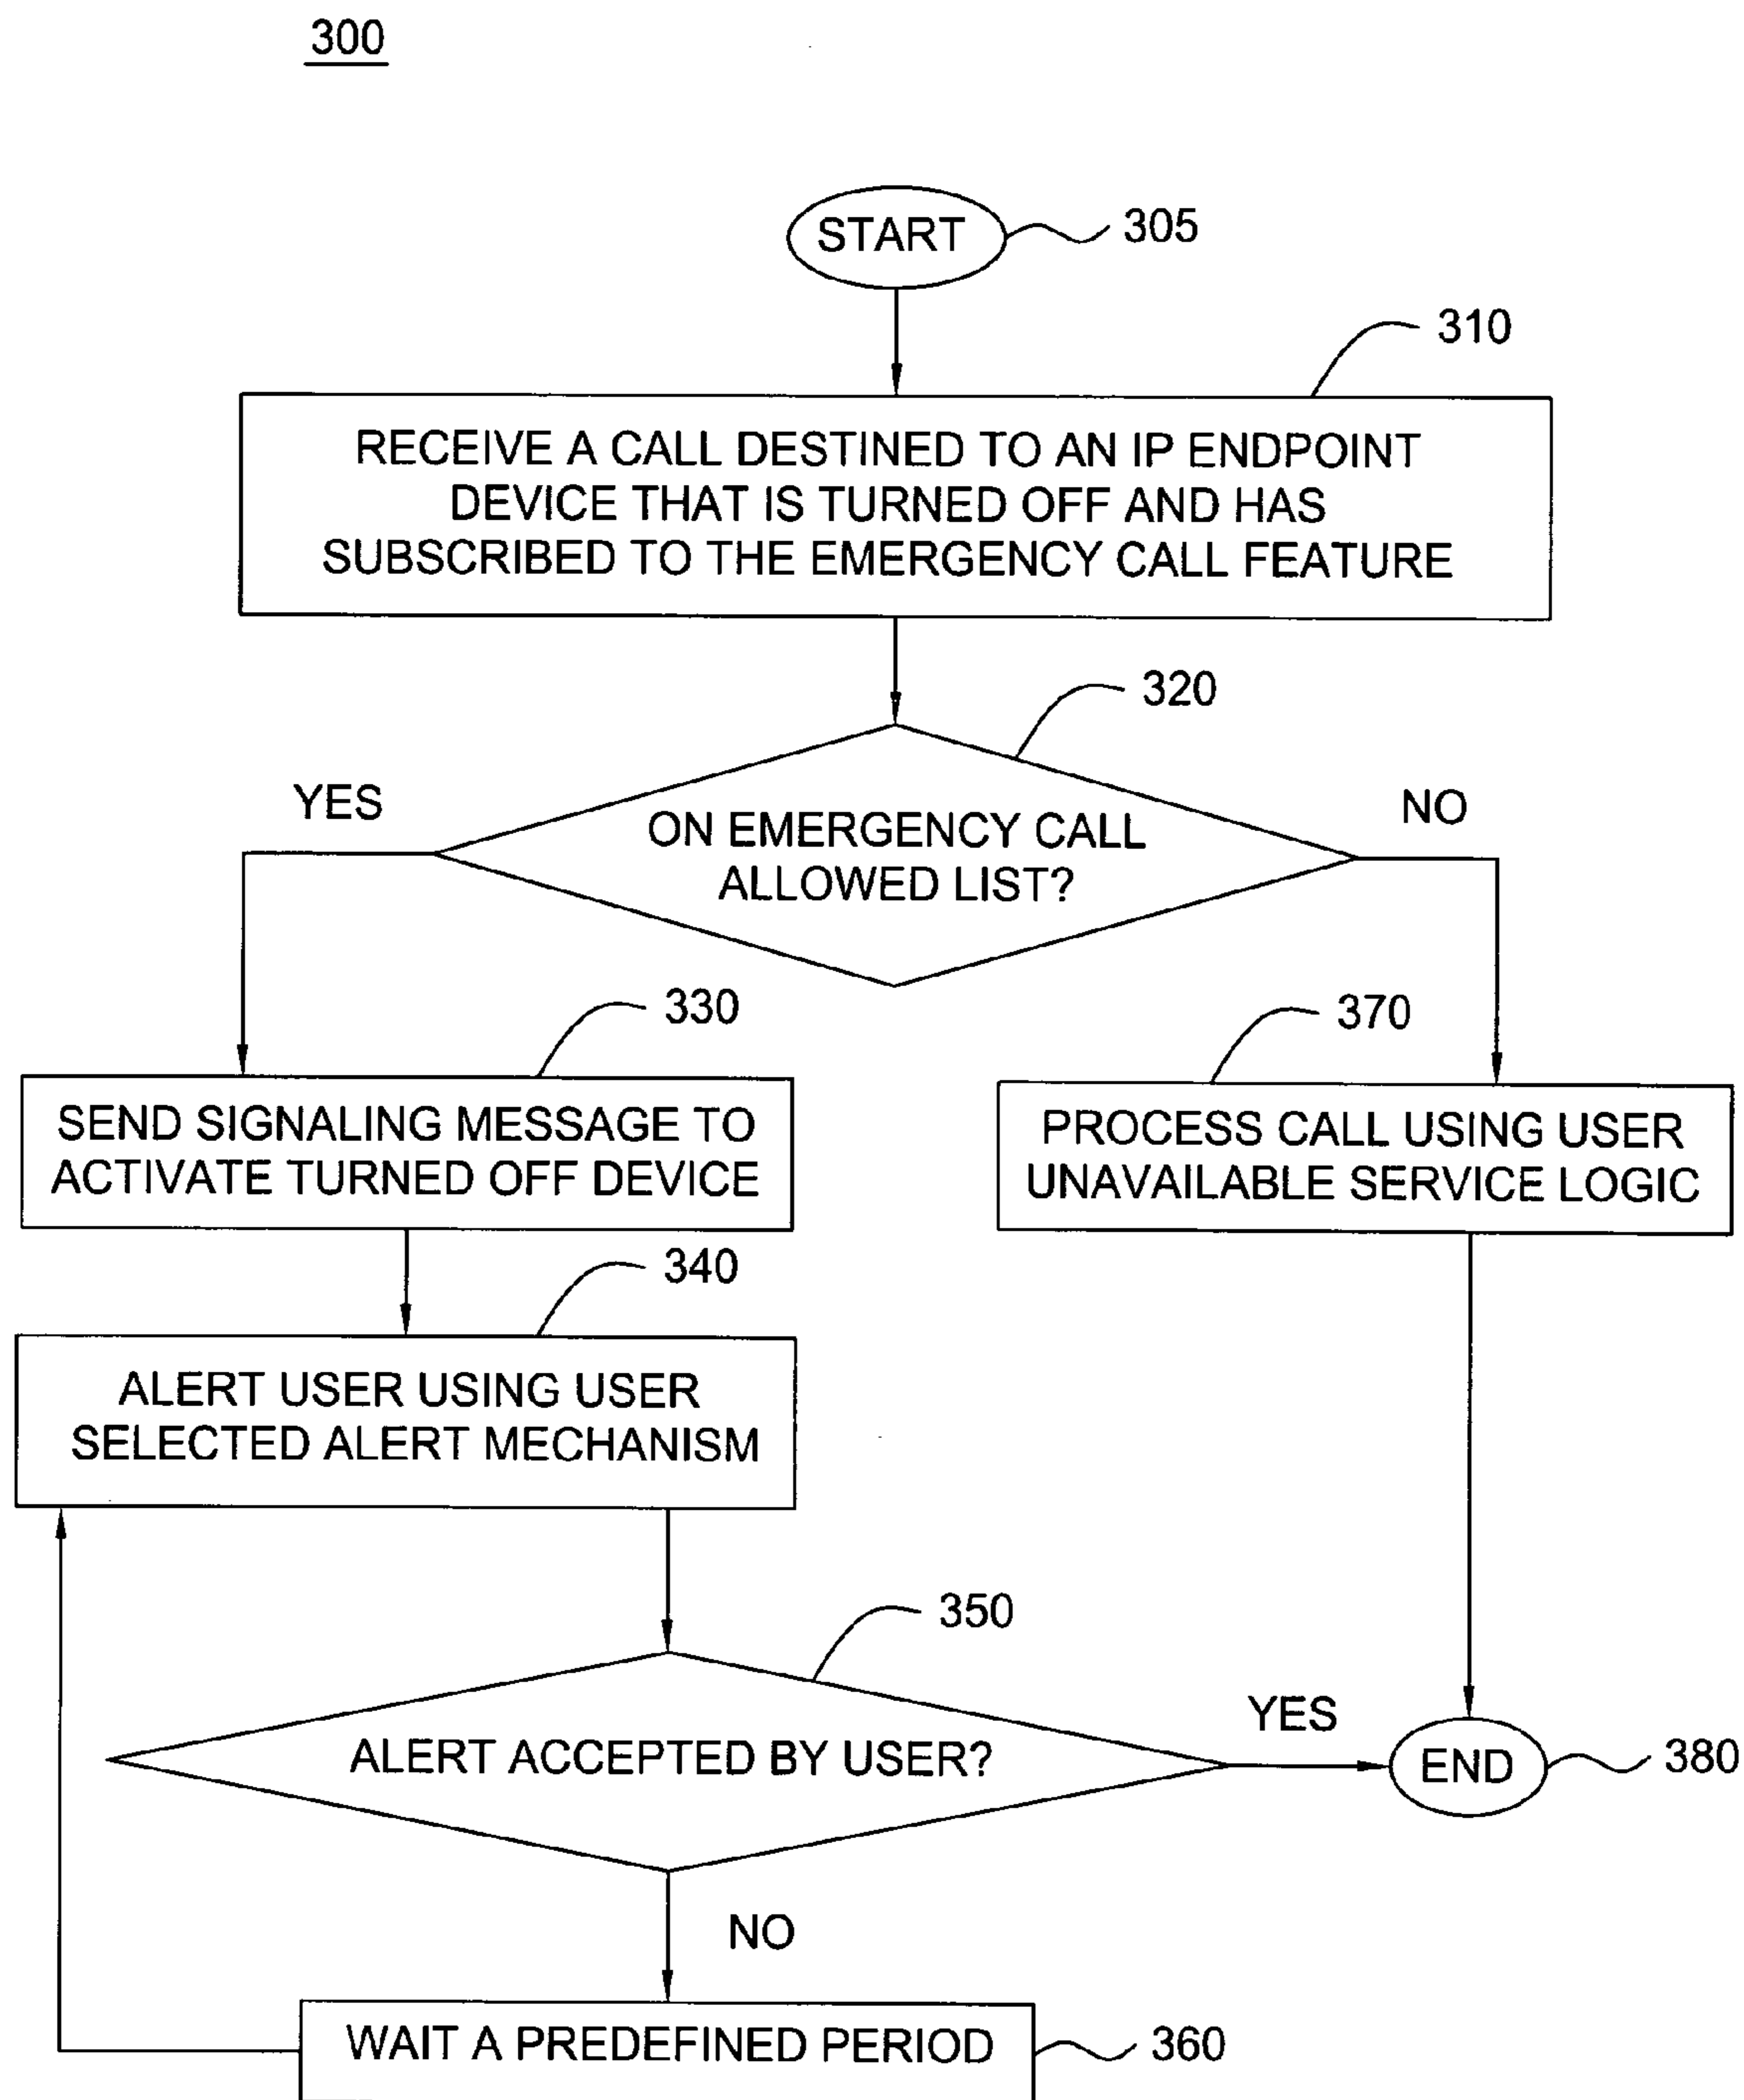 300
START
305
310
RECEIVE A CALL DESTINED TO AN IP ENDPOINT
DEVICE THAT IS TURNED OFF AND HAS
SUBSCRIBED TO THE EMERGENCY CALL FEATURE
320
YES
NO
ON EMERGENCY CALL
ALLOWED LIST?
330
370
SEND SIGNALING MESSAGE TO
ACTIVATE TURNED OFF DEVICE
PROCESS CALL USING USER
UNAVAILABLE SERVICE LOGIC
340
ALERT USER USING USER
SELECTED ALERT MECHANISM
350
YES
ALERT ACCEPTED BY USER?
END
380
NO
WAIT A PREDEFINED PERIOD
360